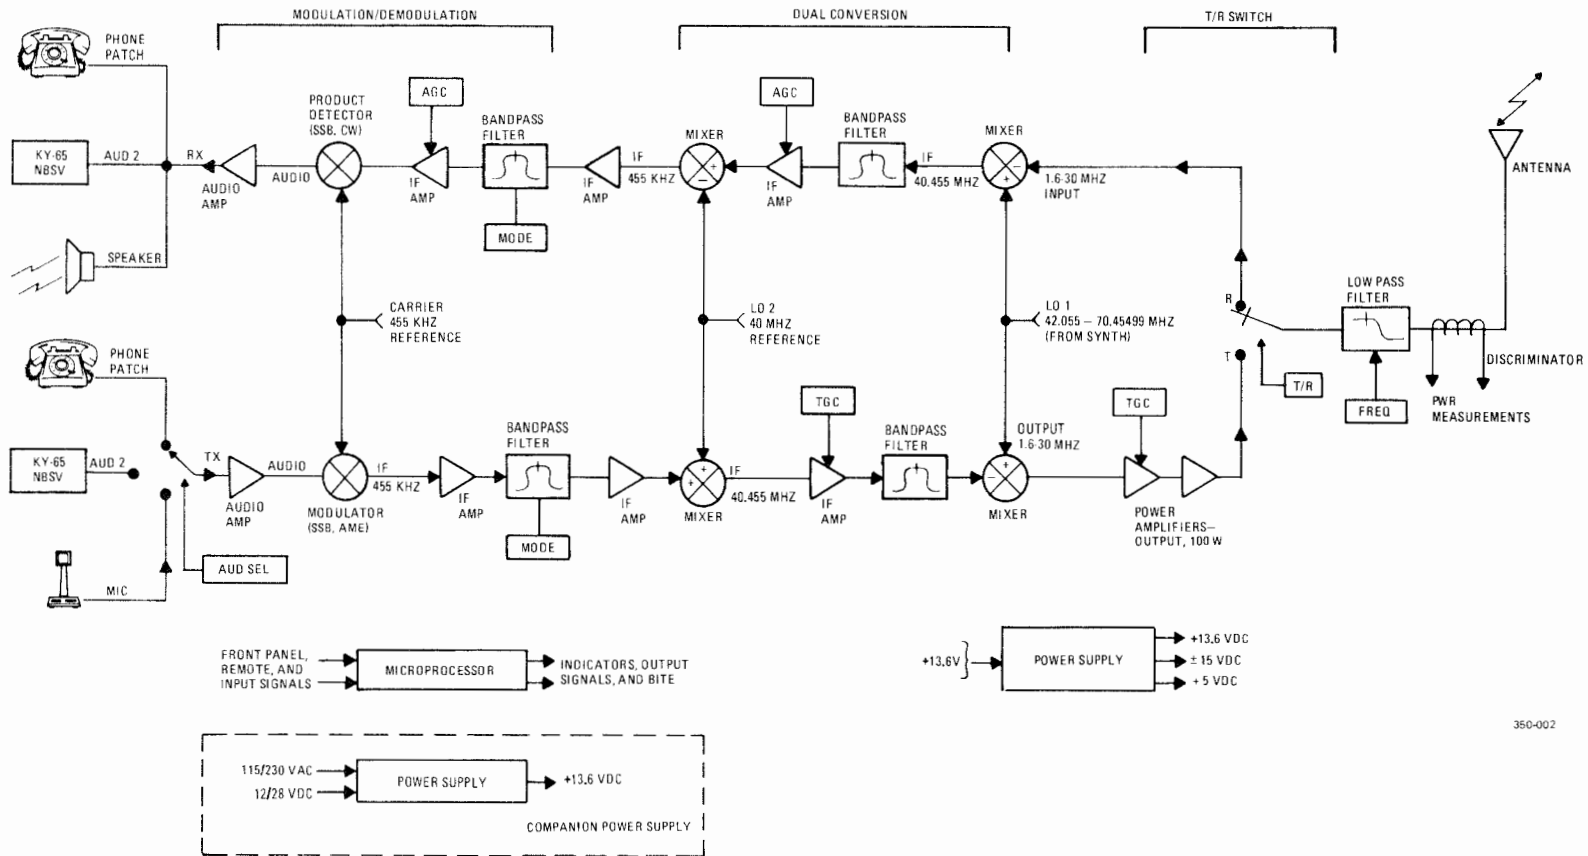 MODULATION/DEMODULATION
DUAL CONVERSION
T/R SWITCH
PHONE
PATCH
KY-65
NBSV
AUD 2
RX
AUDIO
AMP
AUDIO
PRODUCT
DETECTOR
(SSB, CW)
AGC
IF
AMP
BANDPASS
FILTER
MODE
IF
AMP
IF
455 KHZ
MIXER
+
−
AGC
IF
AMP
BANDPASS
FILTER
IF
40.455 MHZ
MIXER
−
+
1.6-30 MHZ
INPUT
ANTENNA
SPEAKER
CARRIER
455 KHZ
REFERENCE
LO 2
40 MHZ
REFERENCE
LO 1
42.055 – 70.45499 MHZ
(FROM SYNTH)
R
T
T/R
LOW PASS
FILTER
FREQ
DISCRIMINATOR
PWR
MEASUREMENTS
PHONE
PATCH
KY-65
NBSV
AUD 2
TX
AUDIO
AMP
AUDIO
MODULATOR
(SSB, AME)
IF
455 KHZ
IF
AMP
BANDPASS
FILTER
MODE
IF
AMP
+
+
MIXER
IF
40.455 MHZ
TGC
IF
AMP
BANDPASS
FILTER
OUTPUT
1.6-30 MHZ
+
−
MIXER
TGC
POWER
AMPLIFIERS–
OUTPUT, 100 W
AUD SEL
MIC
FRONT PANEL,
REMOTE, AND
INPUT SIGNALS
MICROPROCESSOR
INDICATORS, OUTPUT
SIGNALS, AND BITE
+13.6V
POWER SUPPLY
+13.6 VDC
± 15 VDC
+ 5 VDC
350-002
115/230 VAC
12/28 VDC
POWER SUPPLY
+13.6 VDC
COMPANION POWER SUPPLY